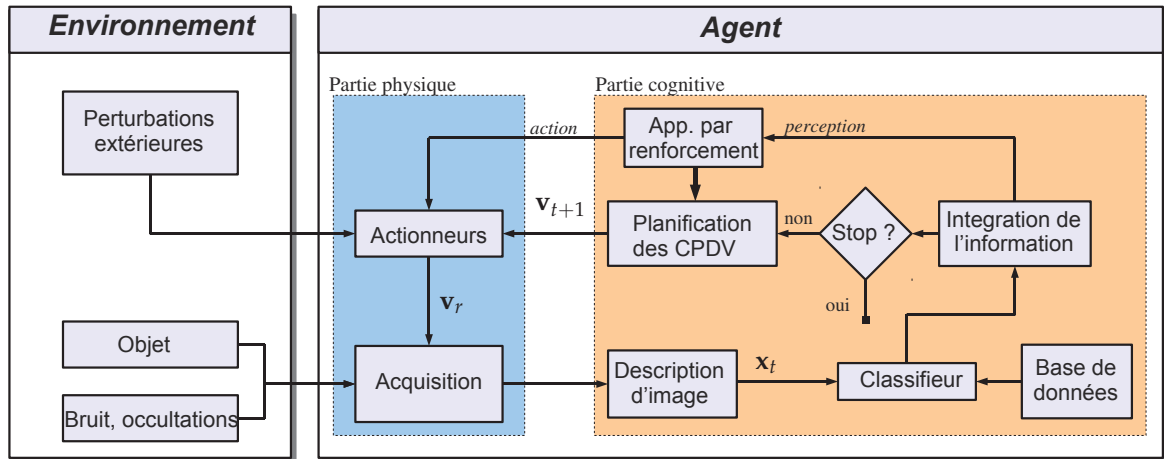 Environnement
Agent
Partie physique
Partie cognitive
Perturbations
extérieures
action
App. par
renforcement
perception
v_{t+1}
Actionneurs
Planification
des CPDV
non
Stop ?
Integration de
l'information
oui
v_r
Objet
Bruit, occultations
Acquisition
Description
d'image
x_t
Classifieur
Base de
données